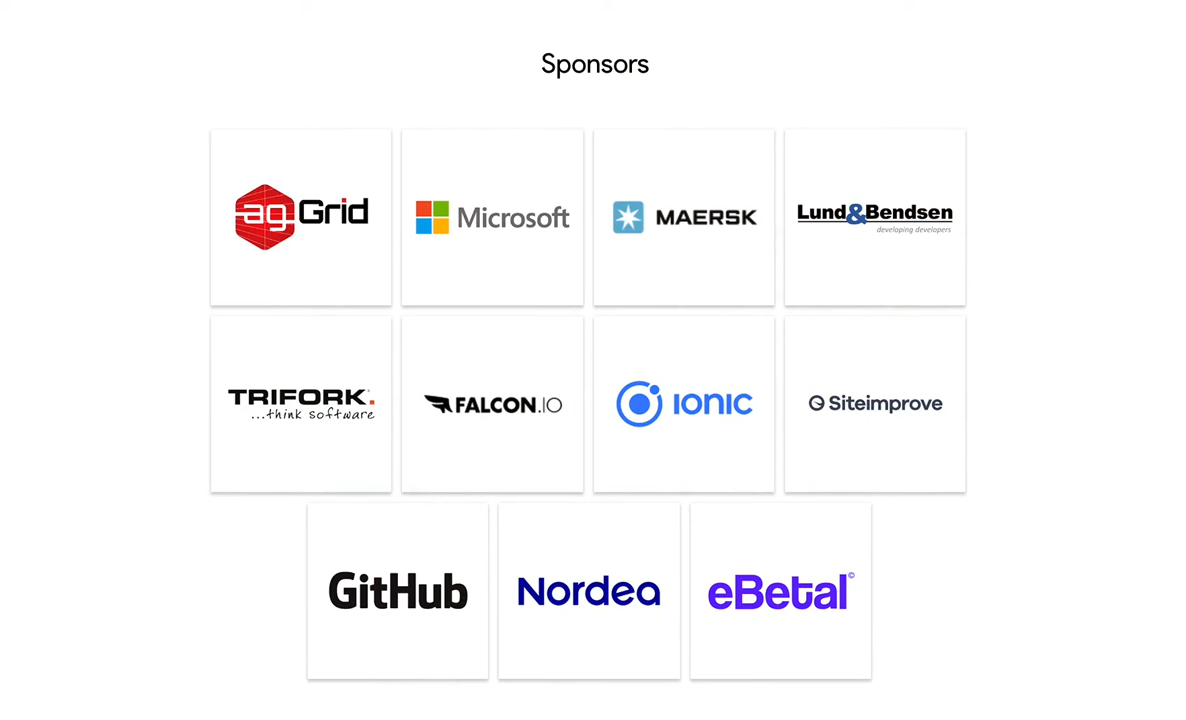 Sponsors
ag Grid
Microsoft
MAERSK
Lund&Bendsen
developing developers
TRIFORK.
...think software
FALCON.IO
IONIC
Siteimprove
GitHub
Nordea
eBetal©